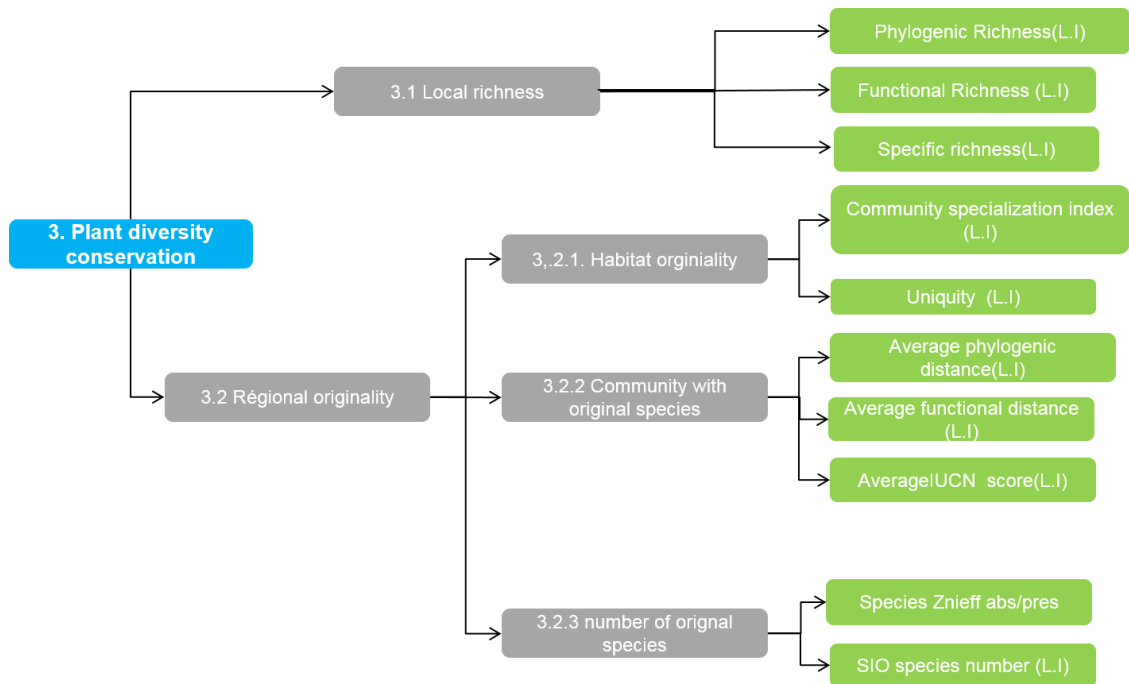 Phylogenic Richness(L.I)
3.1 Local richness
Functional Richness (L.I)
Specific richness(L.I)
3. Plant diversity
conservation
Community specialization index
(L.I)
3,.2.1. Habitat orginiality
Uniquity (L.I)
Average phylogenic
distance(L.I)
3.2 Régional originality
3.2.2 Community with
original species
Average functional distance
(L.I)
AverageIUCN score(L.I)
Species Znieff abs/pres
3.2.3 number of orignal
species
SIO species number (L.I)